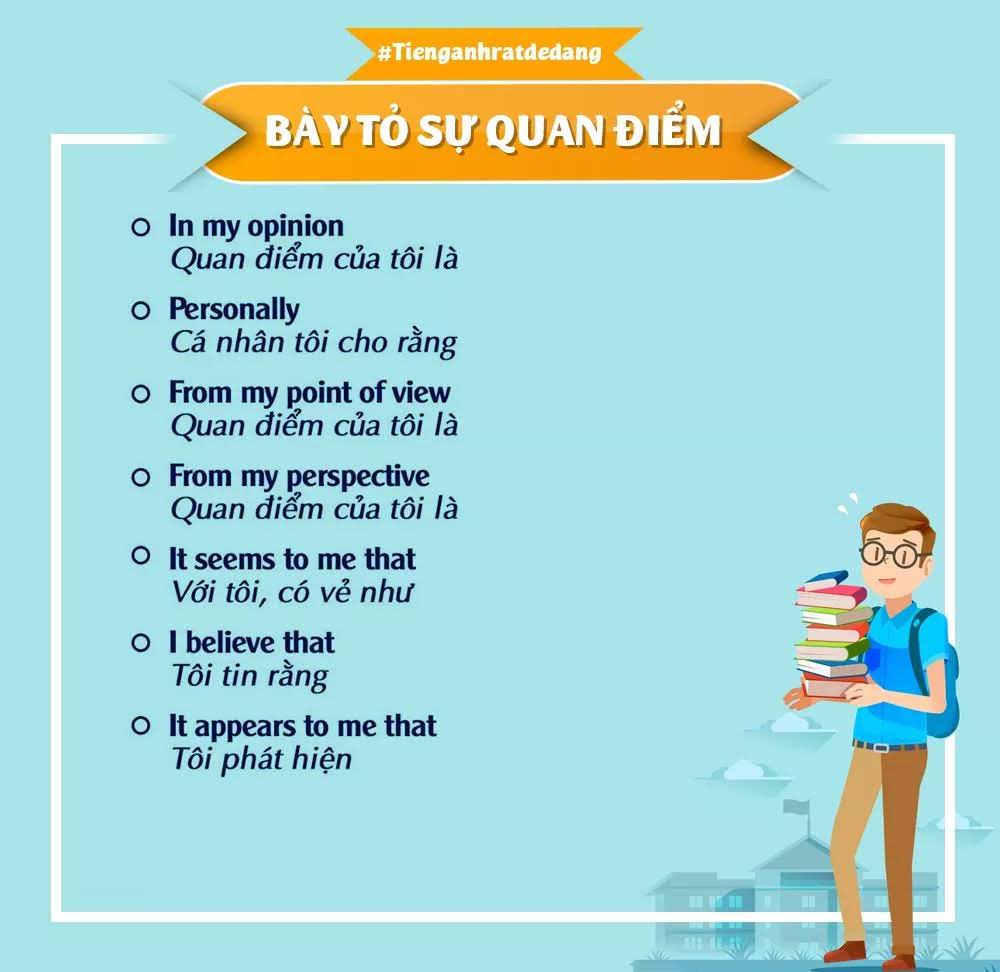 #Tienganhratdedang
BÀY TỎ SỰ QUAN ĐIỂM
In my opinion
Quan điểm của tôi là
Personally
Cá nhân tôi cho rằng
From my point of view
Quan điểm của tôi là
From my perspective
Quan điểm của tôi là
It seems to me that
Với tôi, có vẻ như
I believe that
Tôi tin rằng
It appears to me that
Tôi phát hiện